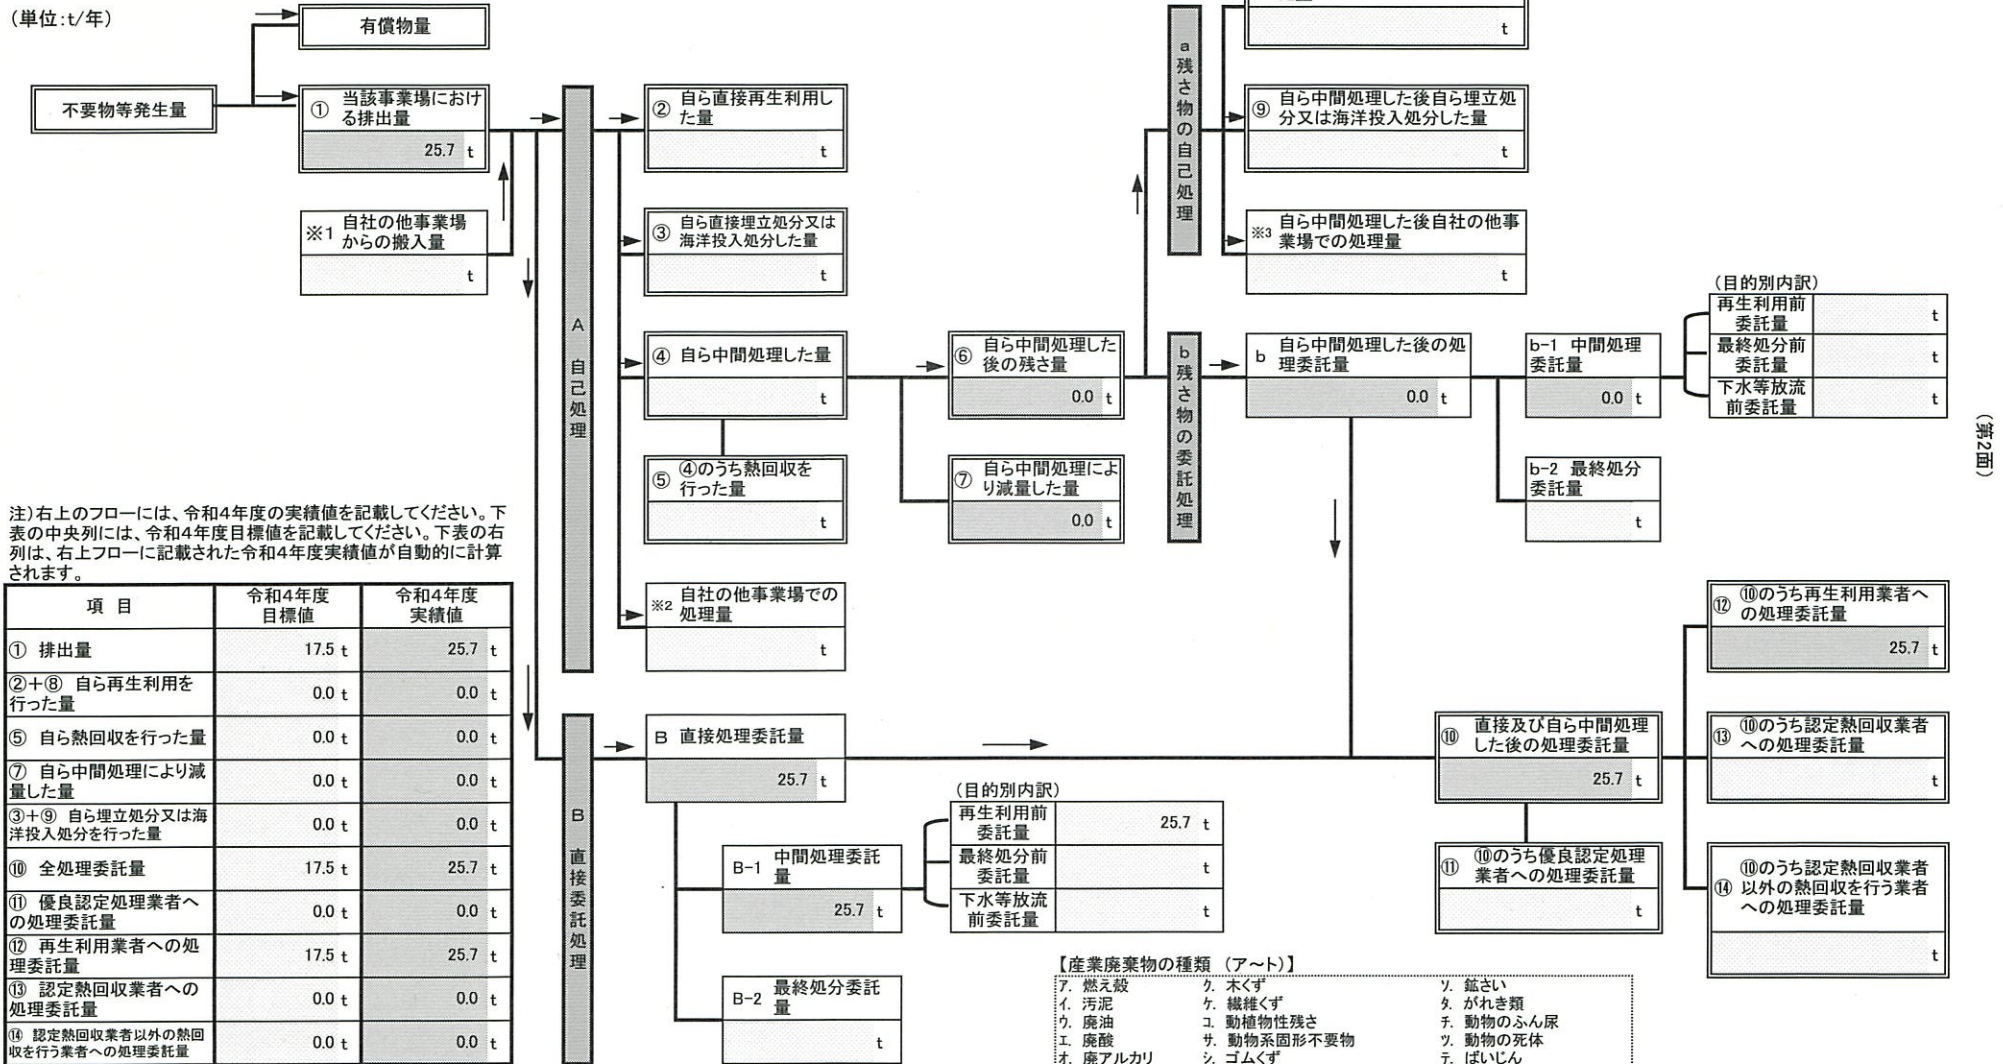 (単位:t/年)
有償物量
不要物等発生量
① 当該事業場におけ
る排出量
25.7 t
※1 自社の他事業場
からの搬入量
t
A 自己処理
② 自ら直接再生利用し
た量
t
③ 自ら直接埋立処分又は
海洋投入処分した量
t
④ 自ら中間処理した量
t
⑤ ④のうち熱回収を
行った量
t
※2 自社の他事業場での
処理量
t
⑥ 自ら中間処理した
後の残さ量
0.0 t
⑦ 自ら中間処理によ
り減量した量
0.0 t
a 残さ物の自己処理
t
⑨ 自ら中間処理した後自ら埋立処
分又は海洋投入処分した量
t
※3 自ら中間処理した後自社の他事
業場での処理量
t
b 残さ物の委託処理
b 自ら中間処理した後の処
理委託量
0.0 t
b-1 中間処理
委託量
0.0 t
(目的別内訳)
再生利用前
委託量
t
最終処分前
委託量
t
下水等放流
前委託量
t
b-2 最終処分
委託量
t
(第2面)
注)右上のフローには、令和4年度の実績値を記載してください。下
表の中央列には、令和4年度目標値を記載してください。下表の右
列は、右上フローに記載された令和4年度実績値が自動的に計算
されます。
項 目
令和4年度
目標値
令和4年度
実績値
① 排出量 17.5 t 25.7 t
②+⑧ 自ら再生利用を
行った量 0.0 t 0.0 t
⑤ 自ら熱回収を行った量 0.0 t 0.0 t
⑦ 自ら中間処理により減
量した量 0.0 t 0.0 t
③+⑨ 自ら埋立処分又は海
洋投入処分を行った量 0.0 t 0.0 t
⑩ 全処理委託量 17.5 t 25.7 t
⑪ 優良認定処理業者へ
の処理委託量 0.0 t 0.0 t
⑫ 再生利用業者への処
理委託量 17.5 t 25.7 t
⑬ 認定熱回収業者への
処理委託量 0.0 t 0.0 t
⑭ 認定熱回収業者以外の熱回
収を行う業者への処理委託量 0.0 t 0.0 t
B 直接委託処理
B 直接処理委託量
25.7 t
B-1 中間処理委託
量
25.7 t
(目的別内訳)
再生利用前
委託量
25.7 t
最終処分前
委託量
t
下水等放流
前委託量
t
B-2 最終処分委託
量
t
⑩ 直接及び自ら中間処理
した後の処理委託量
25.7 t
⑪ ⑩のうち優良認定処理
業者への処理委託量
t
⑫ ⑩のうち再生利用業者へ
の処理委託量
25.7 t
⑬ ⑩のうち認定熱回収業者
への処理委託量
t
⑭ ⑩のうち認定熱回収業者
以外の熱回収を行う業者
への処理委託量
t
【産業廃棄物の種類 (ア~ト)】
ア. 燃え殻 ク. 木くず ソ. 鉱さい
イ. 汚泥 ケ. 繊維くず タ. がれき類
ウ. 廃油 コ. 動植物性残さ チ. 動物のふん尿
エ. 廃酸 サ. 動物系固形不要物 ツ. 動物の死体
オ. 廃アルカリ シ. ゴムくず テ. ばいじん